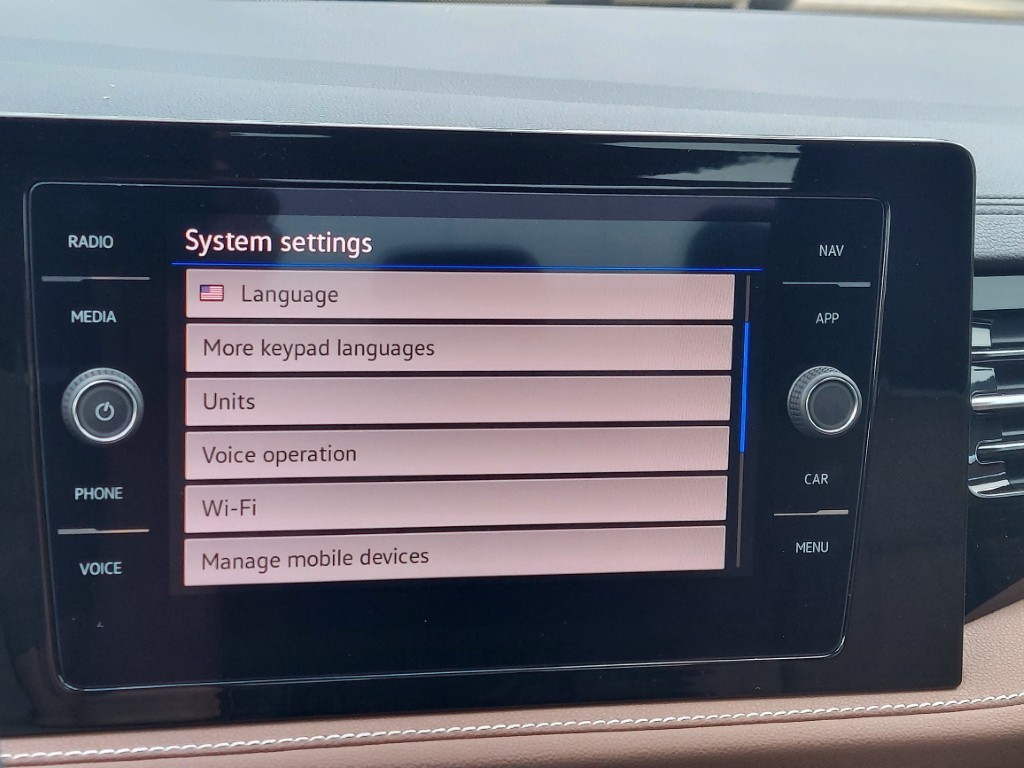 RADIO
MEDIA
PHONE
VOICE
System settings
Language
More keypad languages
Units
Voice operation
Wi-Fi
Manage mobile devices
NAV
APP
CAR
MENU